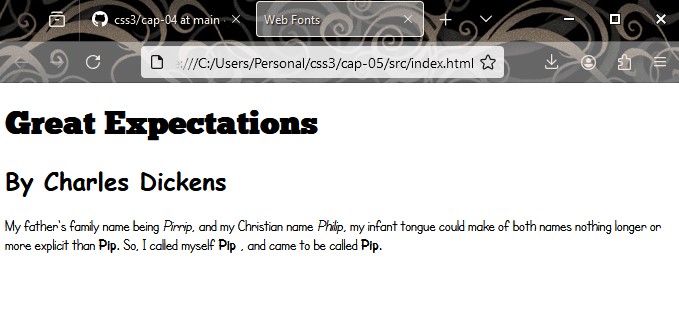 css3/cap-04 at main
Web Fonts
:///C:/Users/Personal/css3/cap-05/src/index.html
Great Expectations
By Charles Dickens
My father's family name being Pirrip, and my Christian name Philip, my infant tongue could make of both names nothing longer or
more explicit than Pip. So, I called myself Pip , and came to be called Pip.